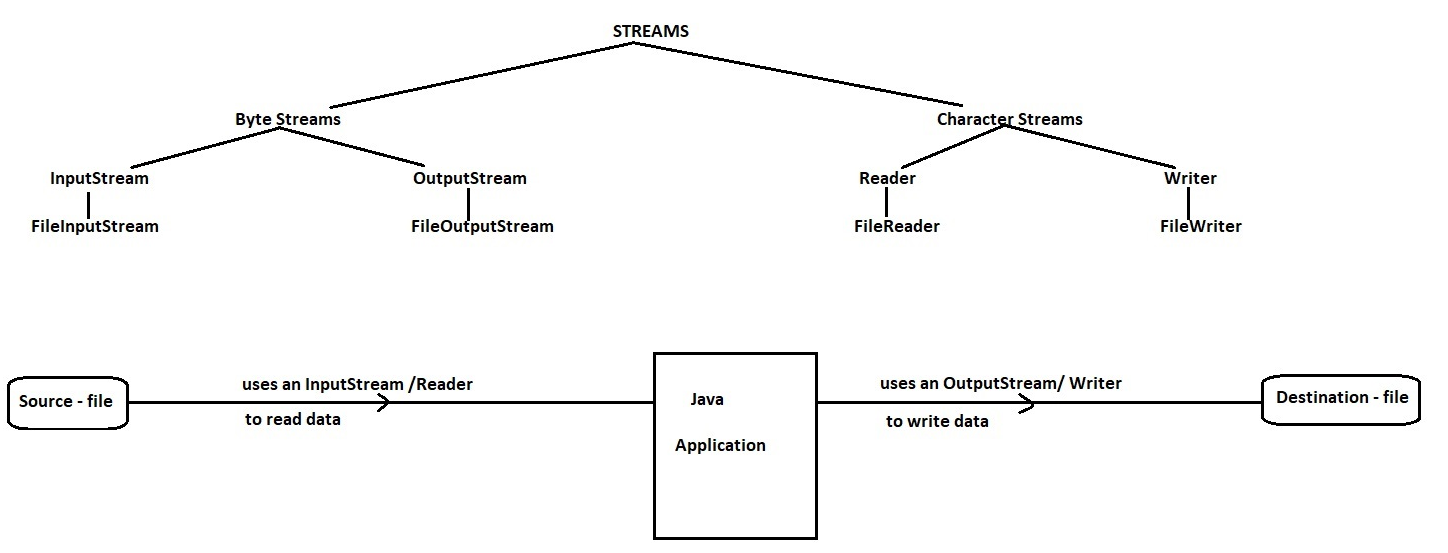 STREAMS
Byte Streams
Character Streams
InputStream
OutputStream
Reader
Writer
FileInputStream
FileOutputStream
FileReader
FileWriter
uses an InputStream /Reader
uses an OutputStream/ Writer
Source - file
Java
Destination - file
to read data
to write data
Application